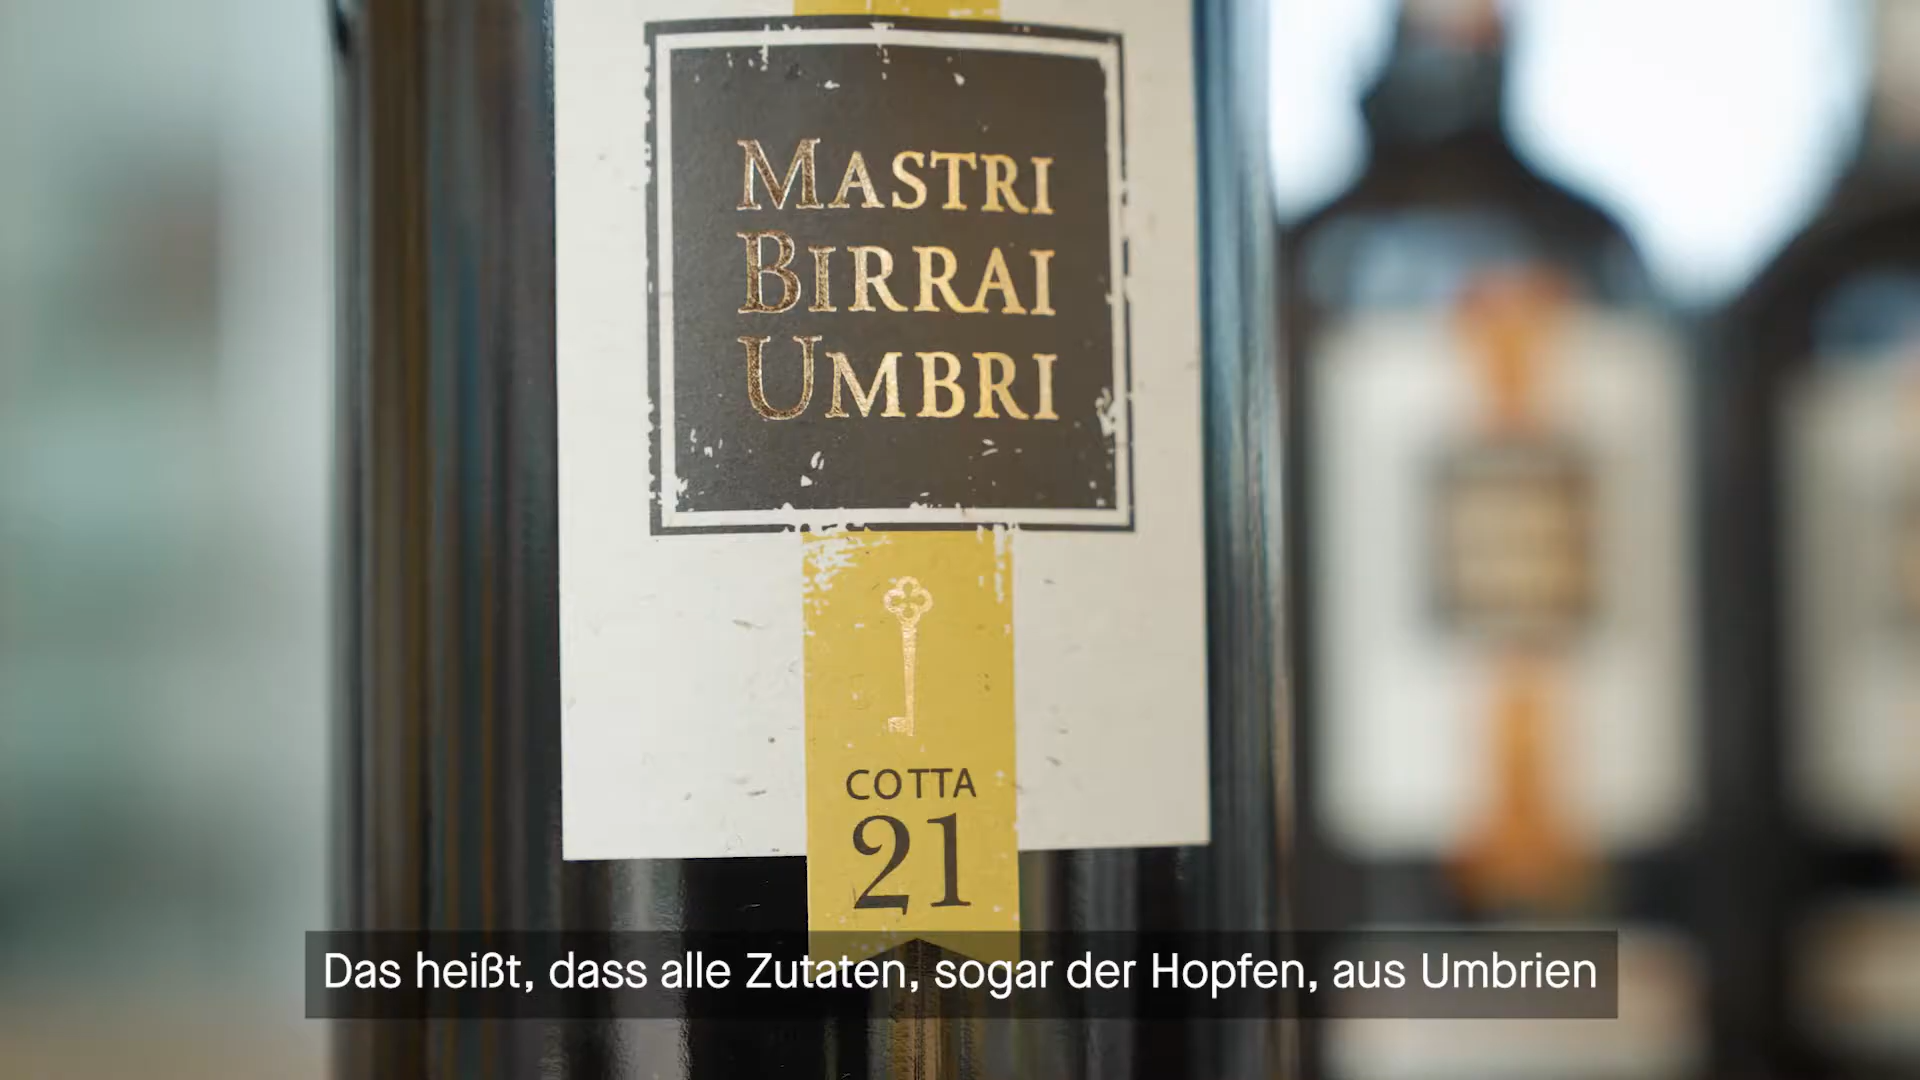 MASTRI
BIRRAI
UMBRI
COTTA
21
Das heißt, dass alle Zutaten, sogar der Hopfen, aus Umbrien